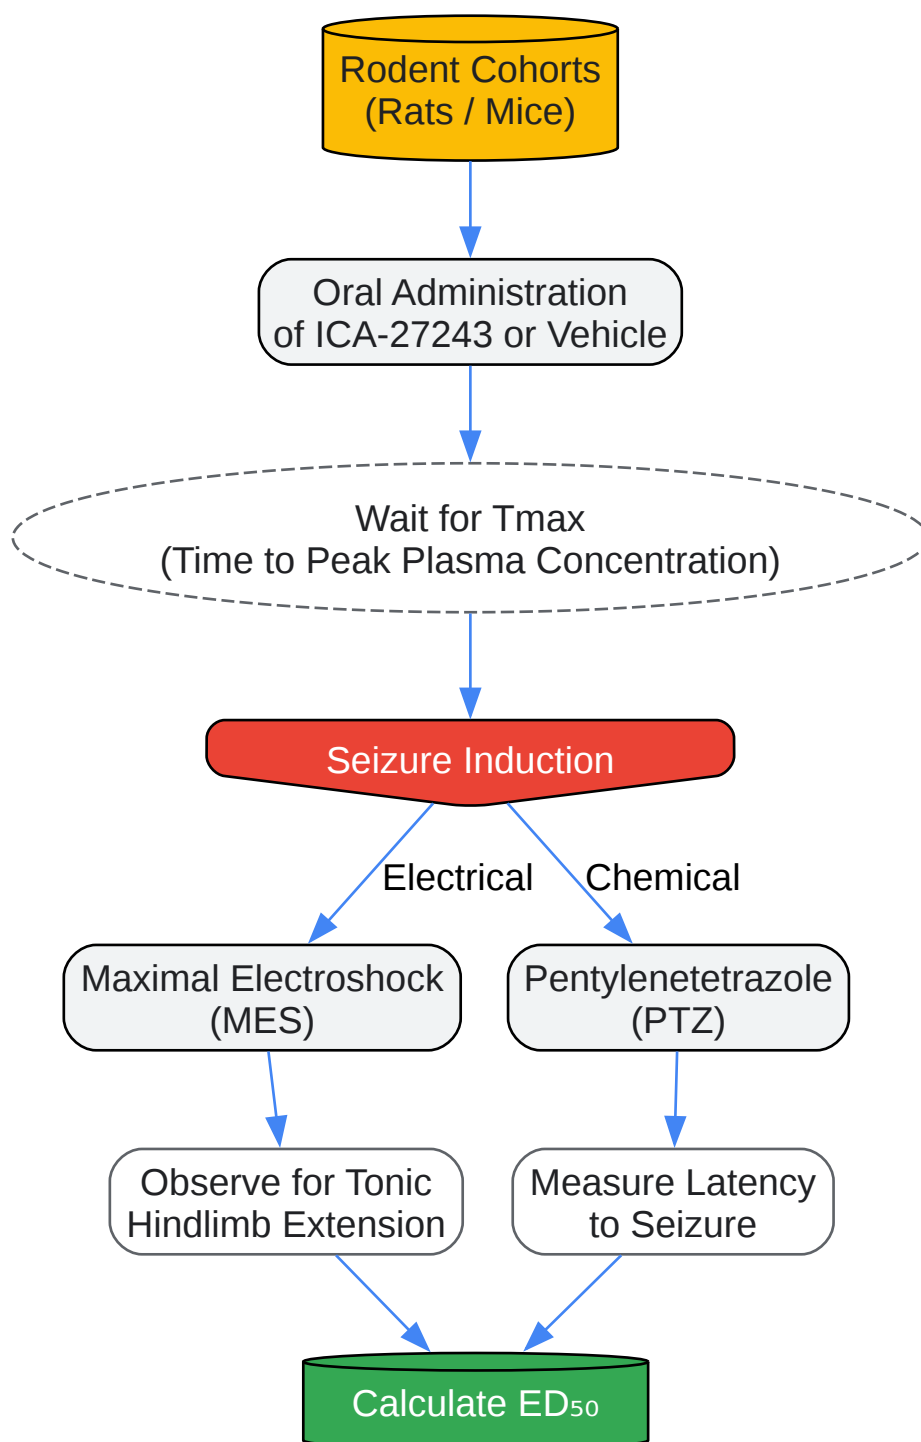 Rodent Cohorts
(Rats / Mice)
Oral Administration
of ICA-27243 or Vehicle
Wait for Tmax
(Time to Peak Plasma Concentration)
Seizure Induction
Electrical
Chemical
Maximal Electroshock
(MES)
Pentylenetetrazole
(PTZ)
Observe for Tonic
Hindlimb Extension
Measure Latency
to Seizure
Calculate ED₅₀